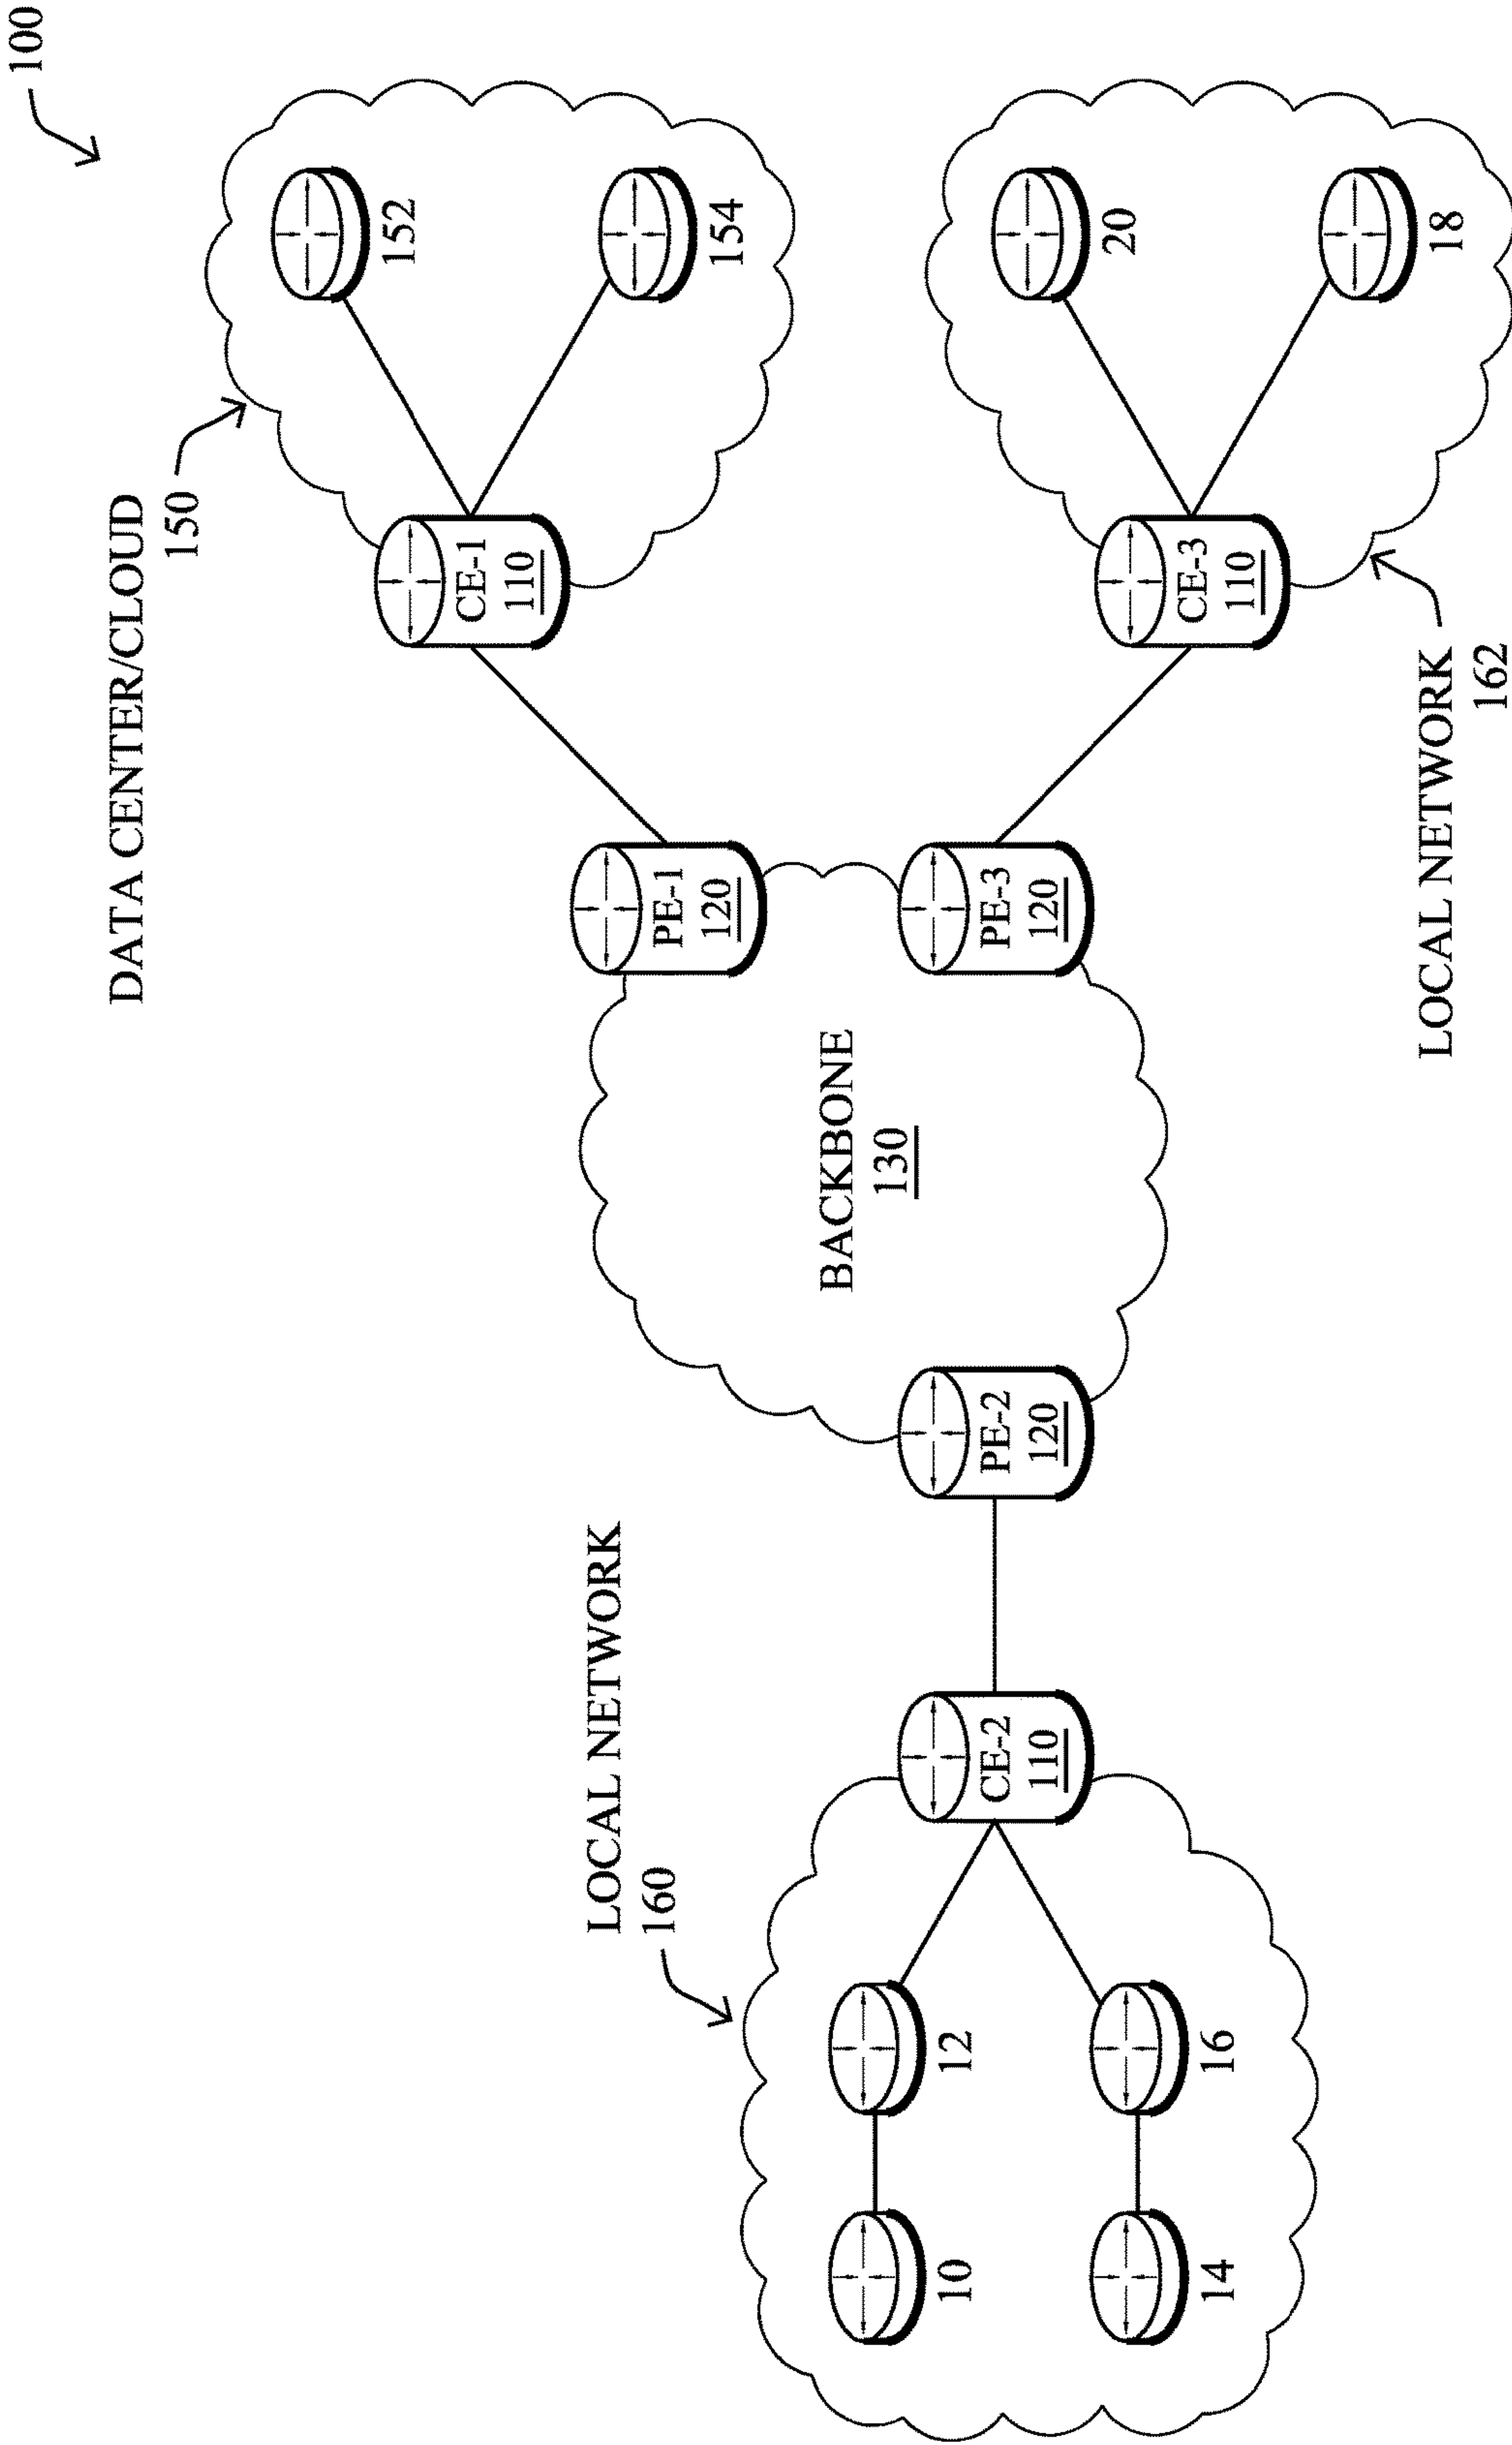 100
DATA CENTER/CLOUD
150
152
154
CE-1
110
PE-1
120
BACKBONE
130
PE-3
120
CE-3
110
20
18
LOCAL NETWORK
162
LOCAL NETWORK
160
PE-2
120
CE-2
110
12
10
16
14